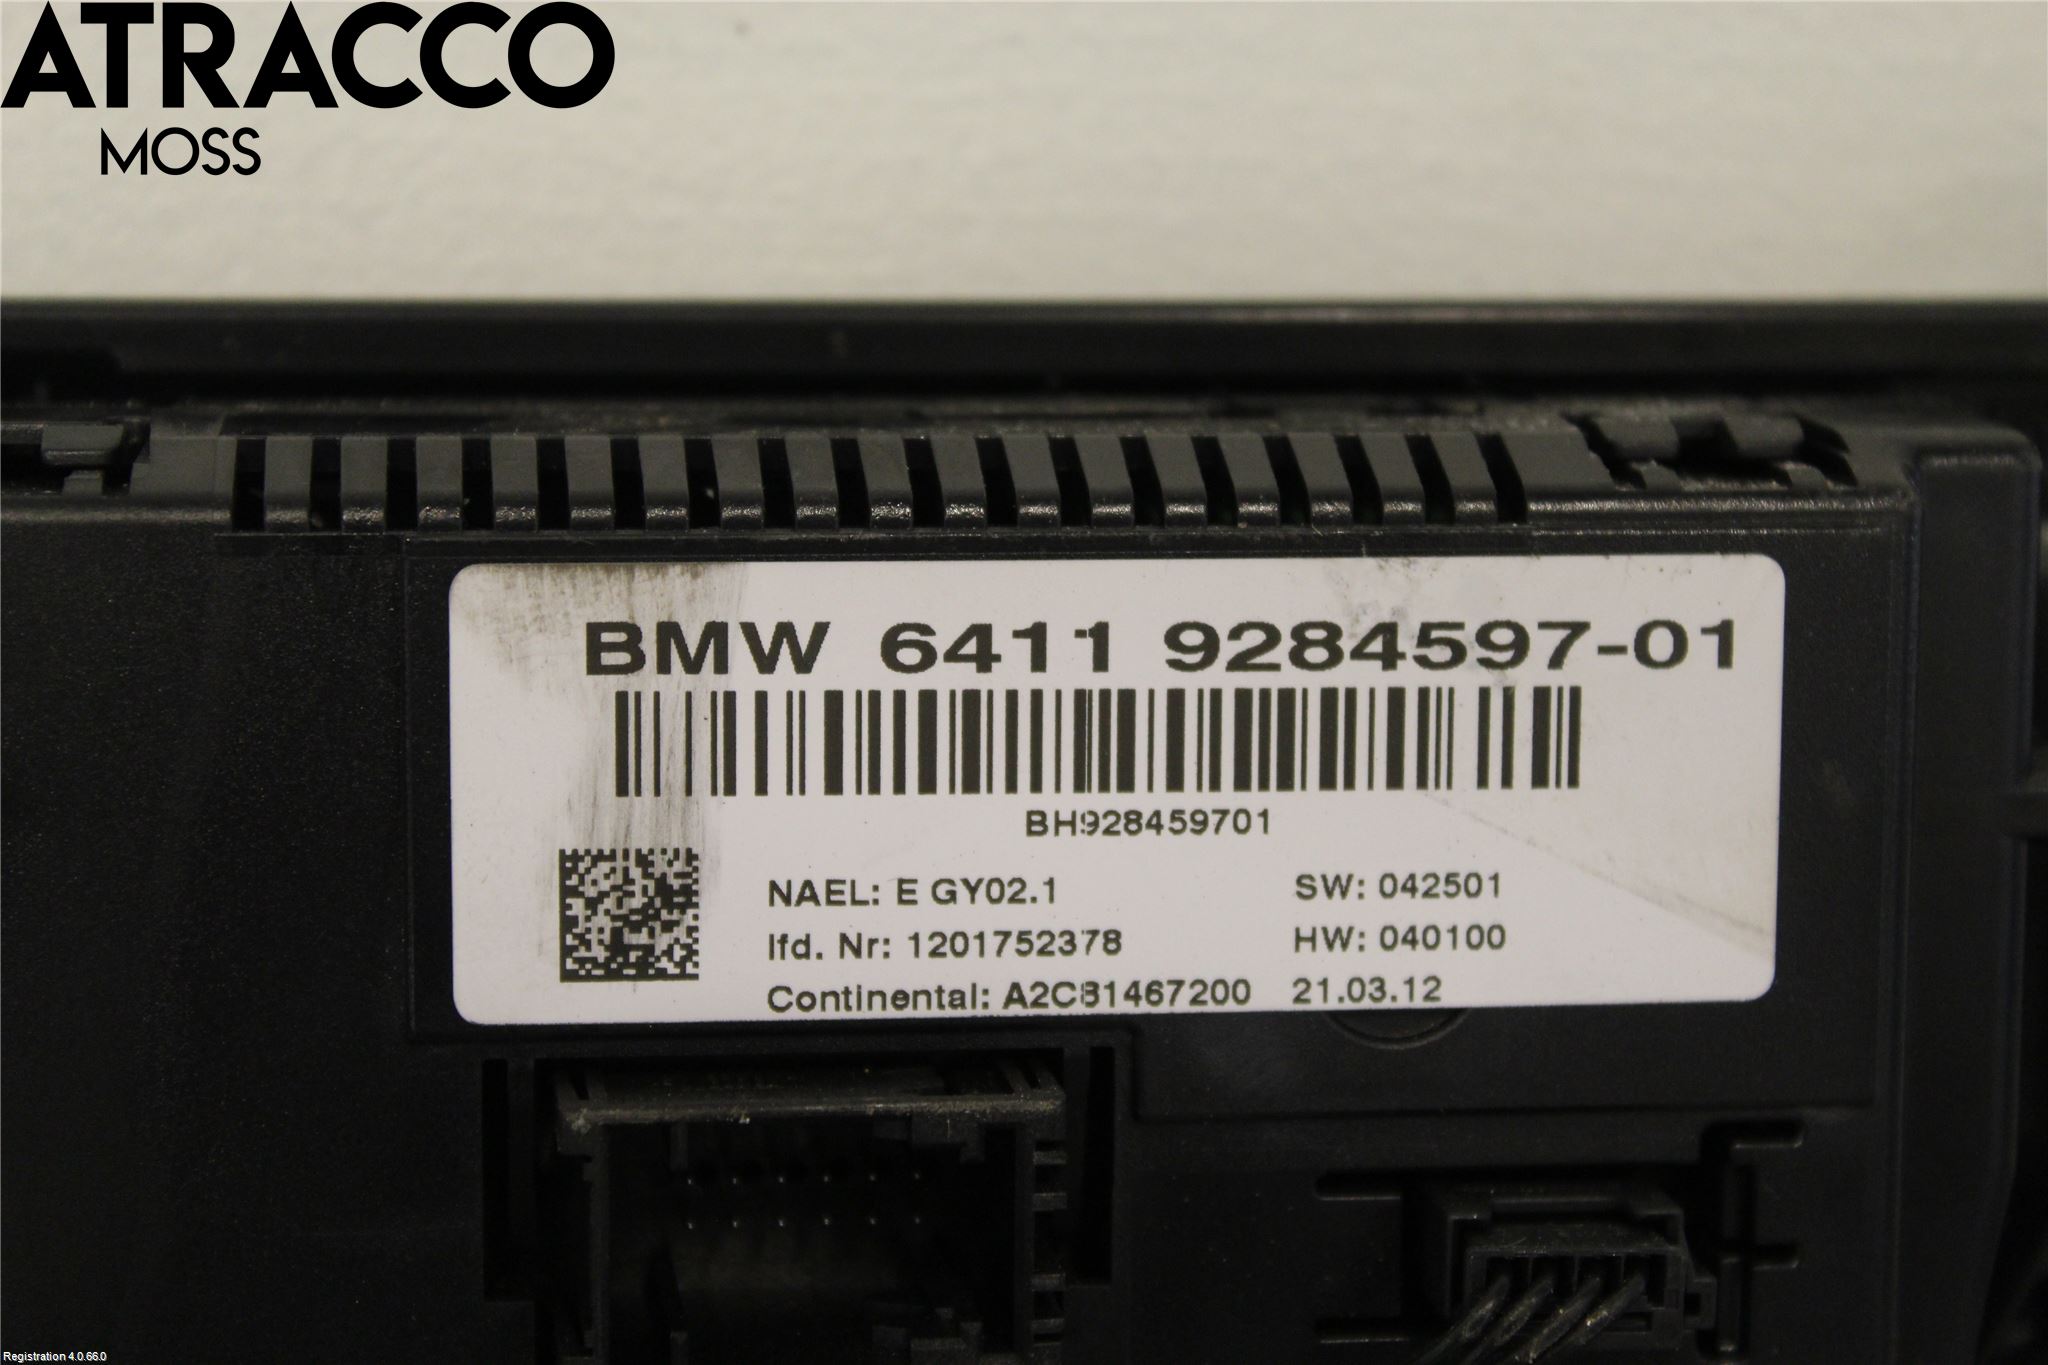 ATRACCO
MOSS
BMW 6411 9284597-01
BH928459701
NAEL: E GY02.1 SW: 042501
lfd. Nr: 1201752378 HW: 040100
Continental: A2C81467200 21.03.12
Registration 4.0.66.0